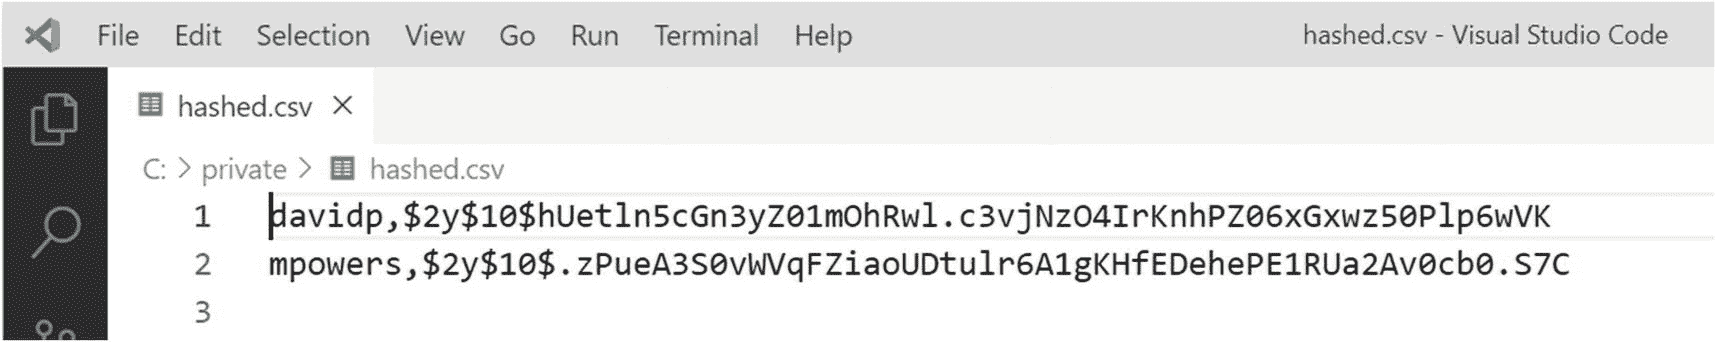 File Edit Selection View Go Run Terminal Help hashed.csv - Visual Studio Code
hashed.csv
C: > private > hashed.csv
1 davidp,$2y$10$hUetln5cGn3yZ01mOhRwl.c3vjNzO4IrKnhPZ06xGxwz50Plp6wVK
2 mpowers,$2y$10$.zPueA3S0vWVqFZiaoUDtulr6A1gKHfEDehePE1RUa2Av0cb0.S7C
3